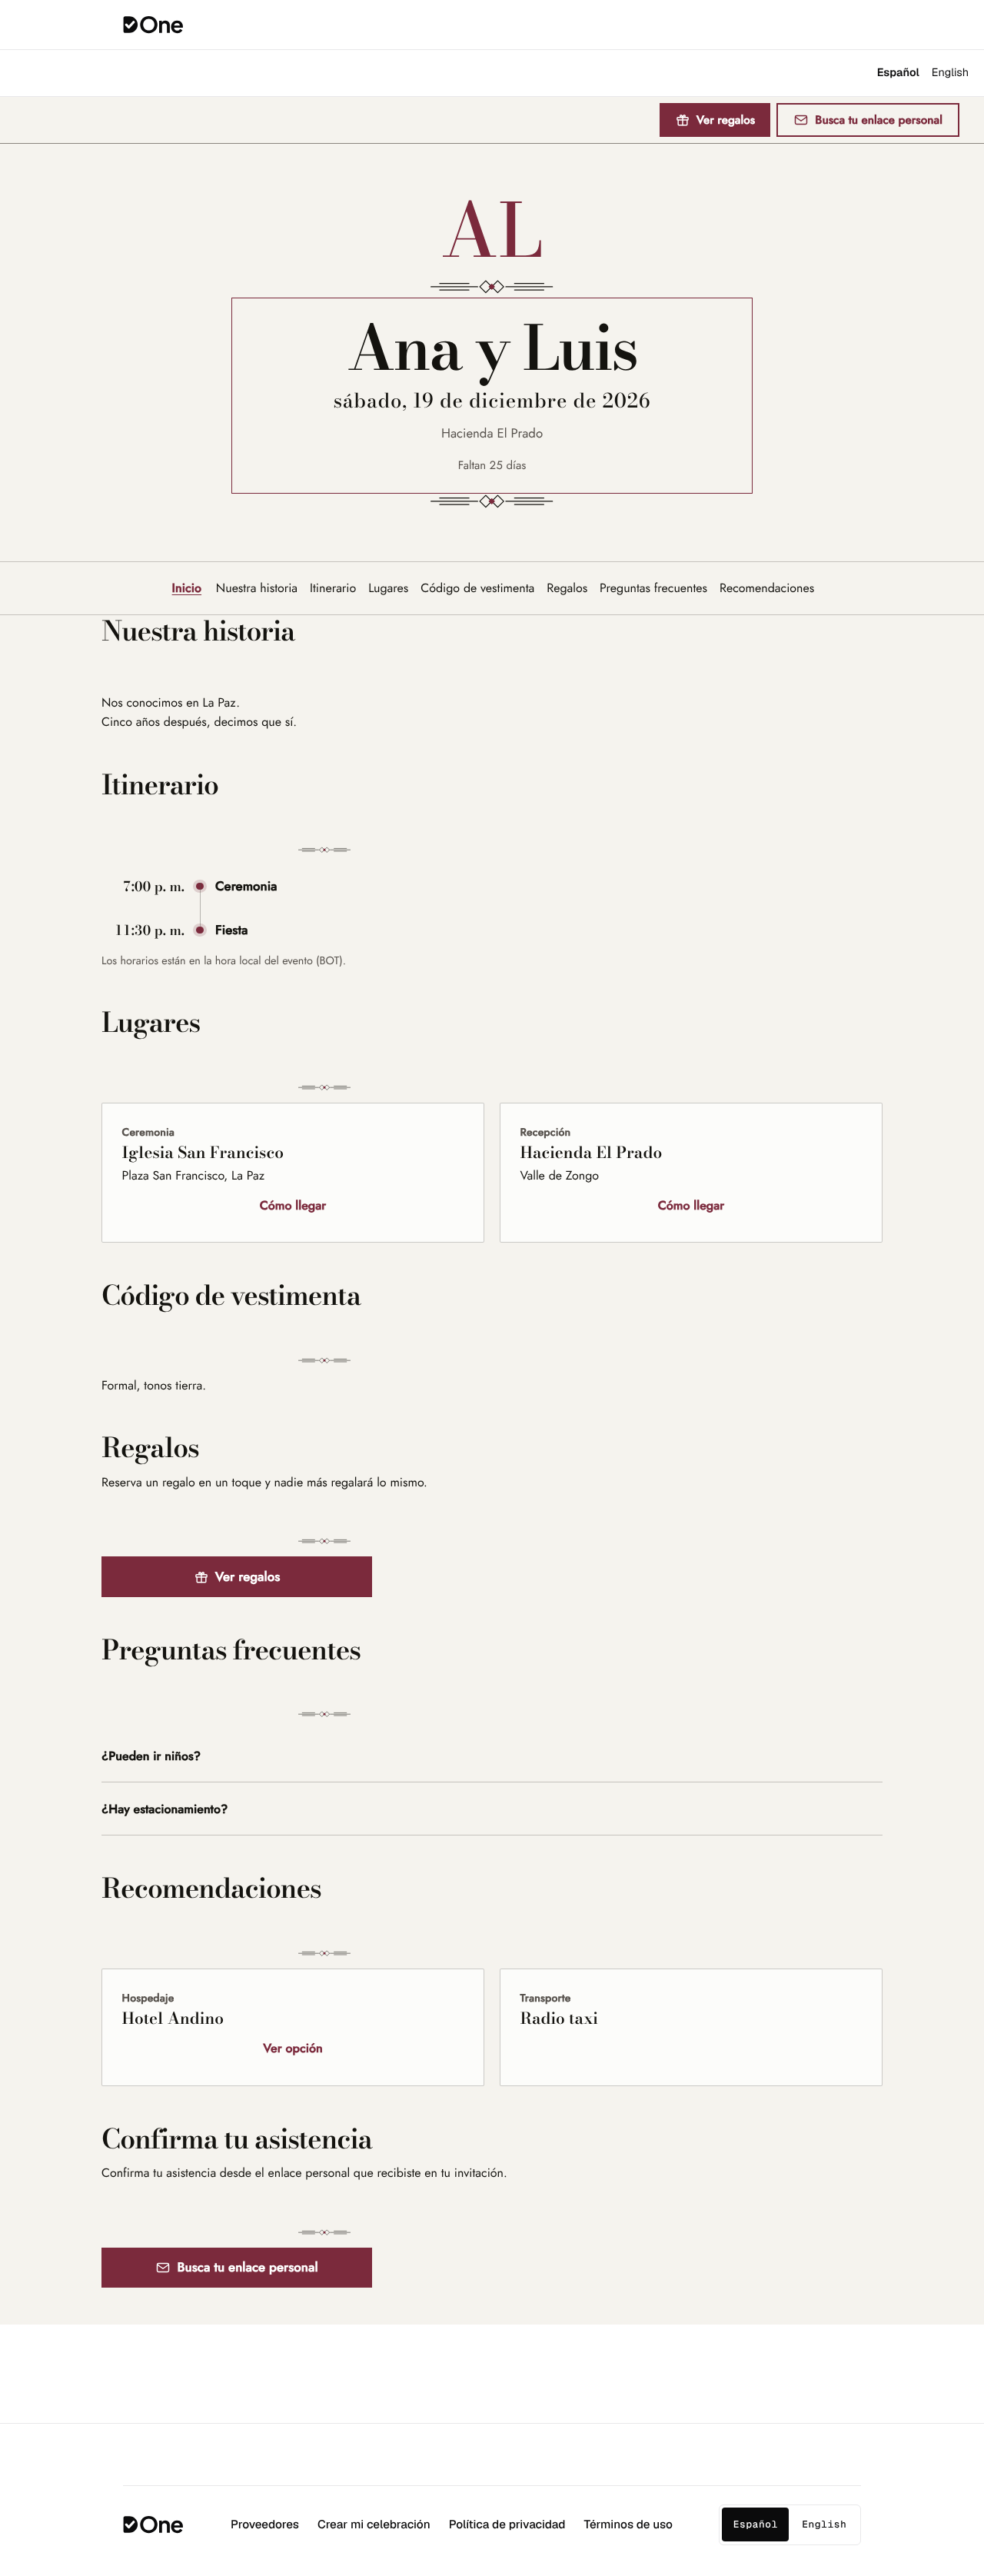 One
Español English
Ver regalos Busca tu enlace personal
AL
Ana y Luis
sábado, 19 de diciembre de 2026
Hacienda El Prado
Faltan 25 días
Inicio Nuestra historia Itinerario Lugares Código de vestimenta Regalos Preguntas frecuentes Recomendaciones
Nuestra historia
Nos conocimos en La Paz.
Cinco años después, decimos que sí.
Itinerario
7:00 p. m. Ceremonia
11:30 p. m. Fiesta
Los horarios están en la hora local del evento (BOT).
Lugares
Ceremonia
Iglesia San Francisco
Plaza San Francisco, La Paz
Cómo llegar
Recepción
Hacienda El Prado
Valle de Zongo
Cómo llegar
Código de vestimenta
Formal, tonos tierra.
Regalos
Reserva un regalo en un toque y nadie más regalará lo mismo.
Ver regalos
Preguntas frecuentes
¿Pueden ir niños?
¿Hay estacionamiento?
Recomendaciones
Hospedaje
Hotel Andino
Ver opción
Transporte
Radio taxi
Confirma tu asistencia
Confirma tu asistencia desde el enlace personal que recibiste en tu invitación.
Busca tu enlace personal
One
Proveedores Crear mi celebración Política de privacidad Términos de uso
Español English